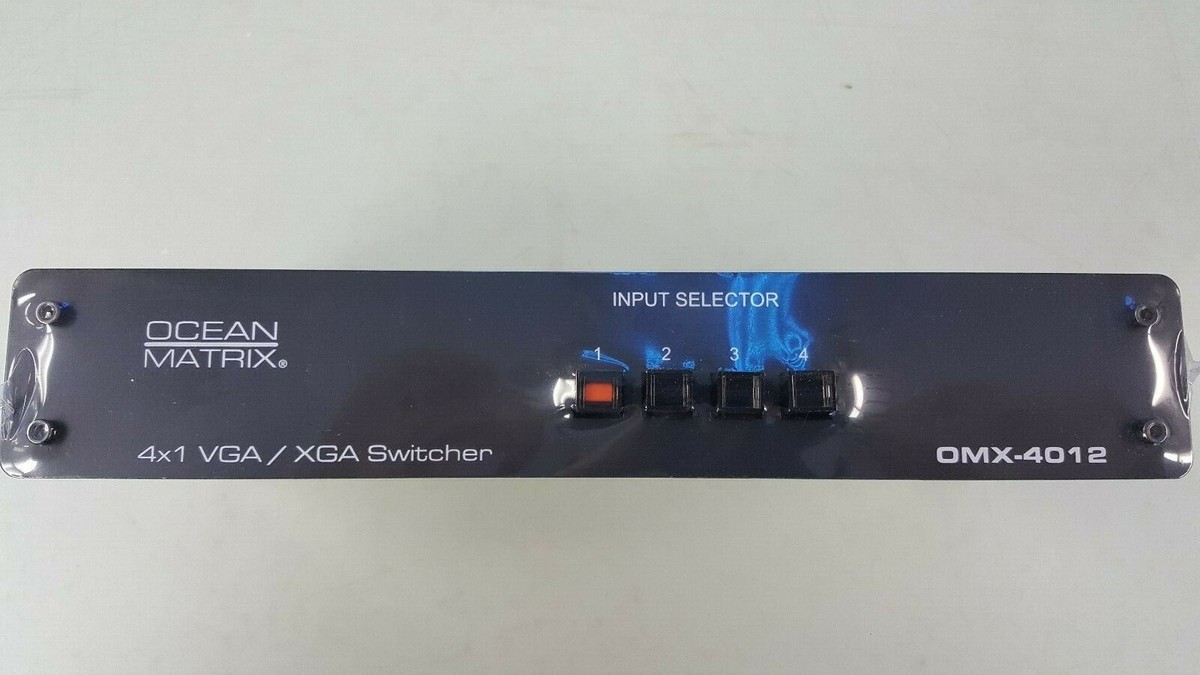 INPUT SELECTOR
OCEAN
MATRIX®
1 2 3 4
4x1 VGA / XGA Switcher
OMX-4012